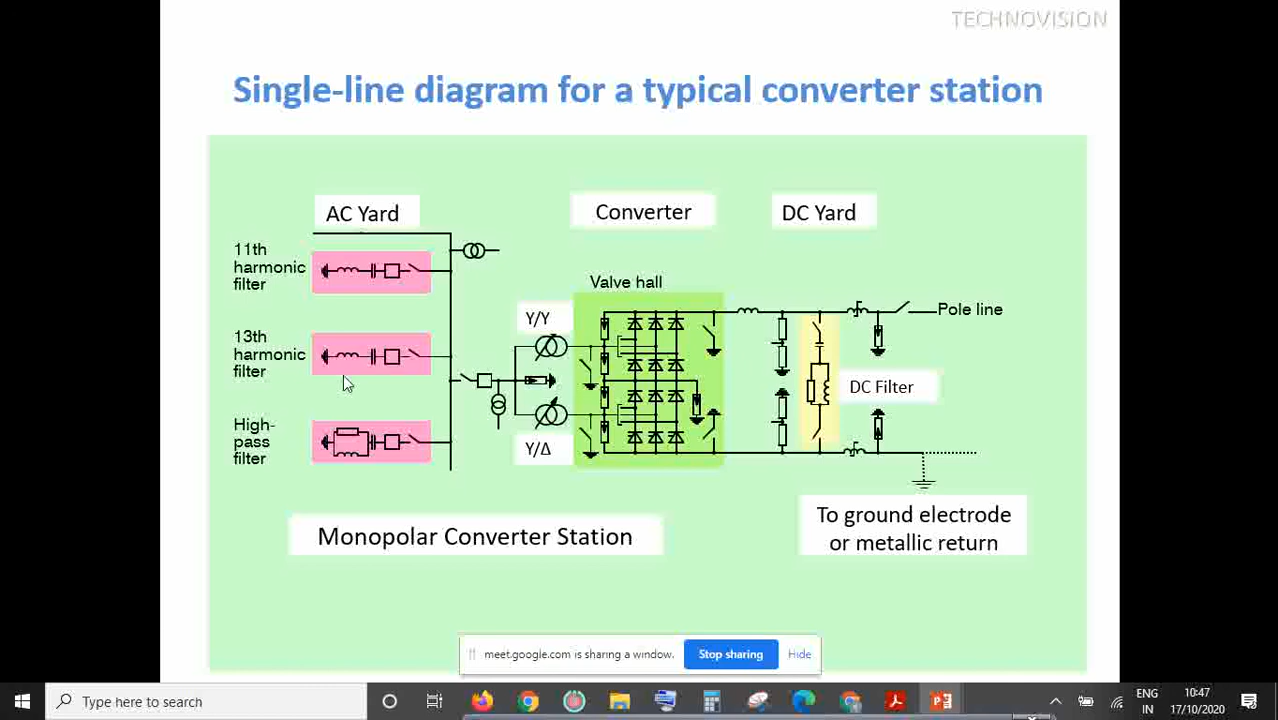 TECHNOVISION
Single-line diagram for a typical converter station
AC Yard
Converter
DC Yard
11th
harmonic
filter
Valve hall
Y/Y
Pole line
13th
harmonic
filter
DC Filter
High-
pass
filter
Y/Δ
To ground electrode
or metallic return
Monopolar Converter Station
meet.google.com is sharing a window.
Stop sharing
Hide
Type here to search
ENG
IN
10:47
17/10/2020